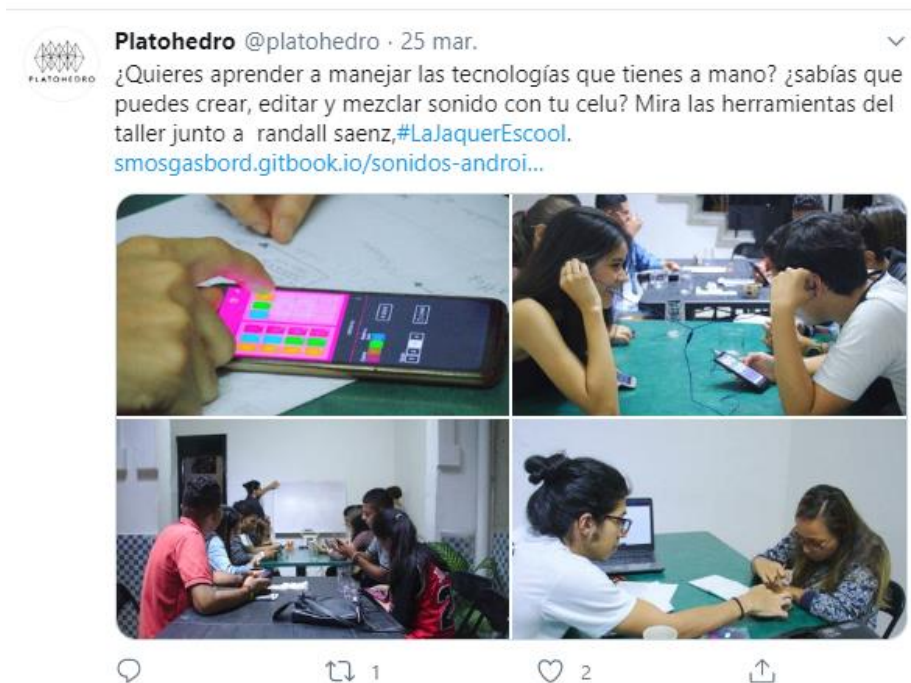 Platohedro @platohedro · 25 mar.
PLATOHEDRO
¿Quieres aprender a manejar las tecnologías que tienes a mano? ¿sabías que
puedes crear, editar y mezclar sonido con tu celu? Mira las herramientas del
taller junto a randall saenz,#LaJaquerEscool.
smosgasbord.gitbook.io/sonidos-androi...
1
2